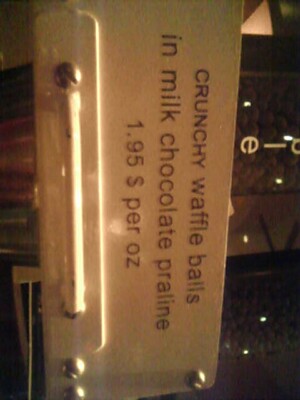 CRUNCHY waffle balls
in milk chocolate praline
1.95 $ per oz